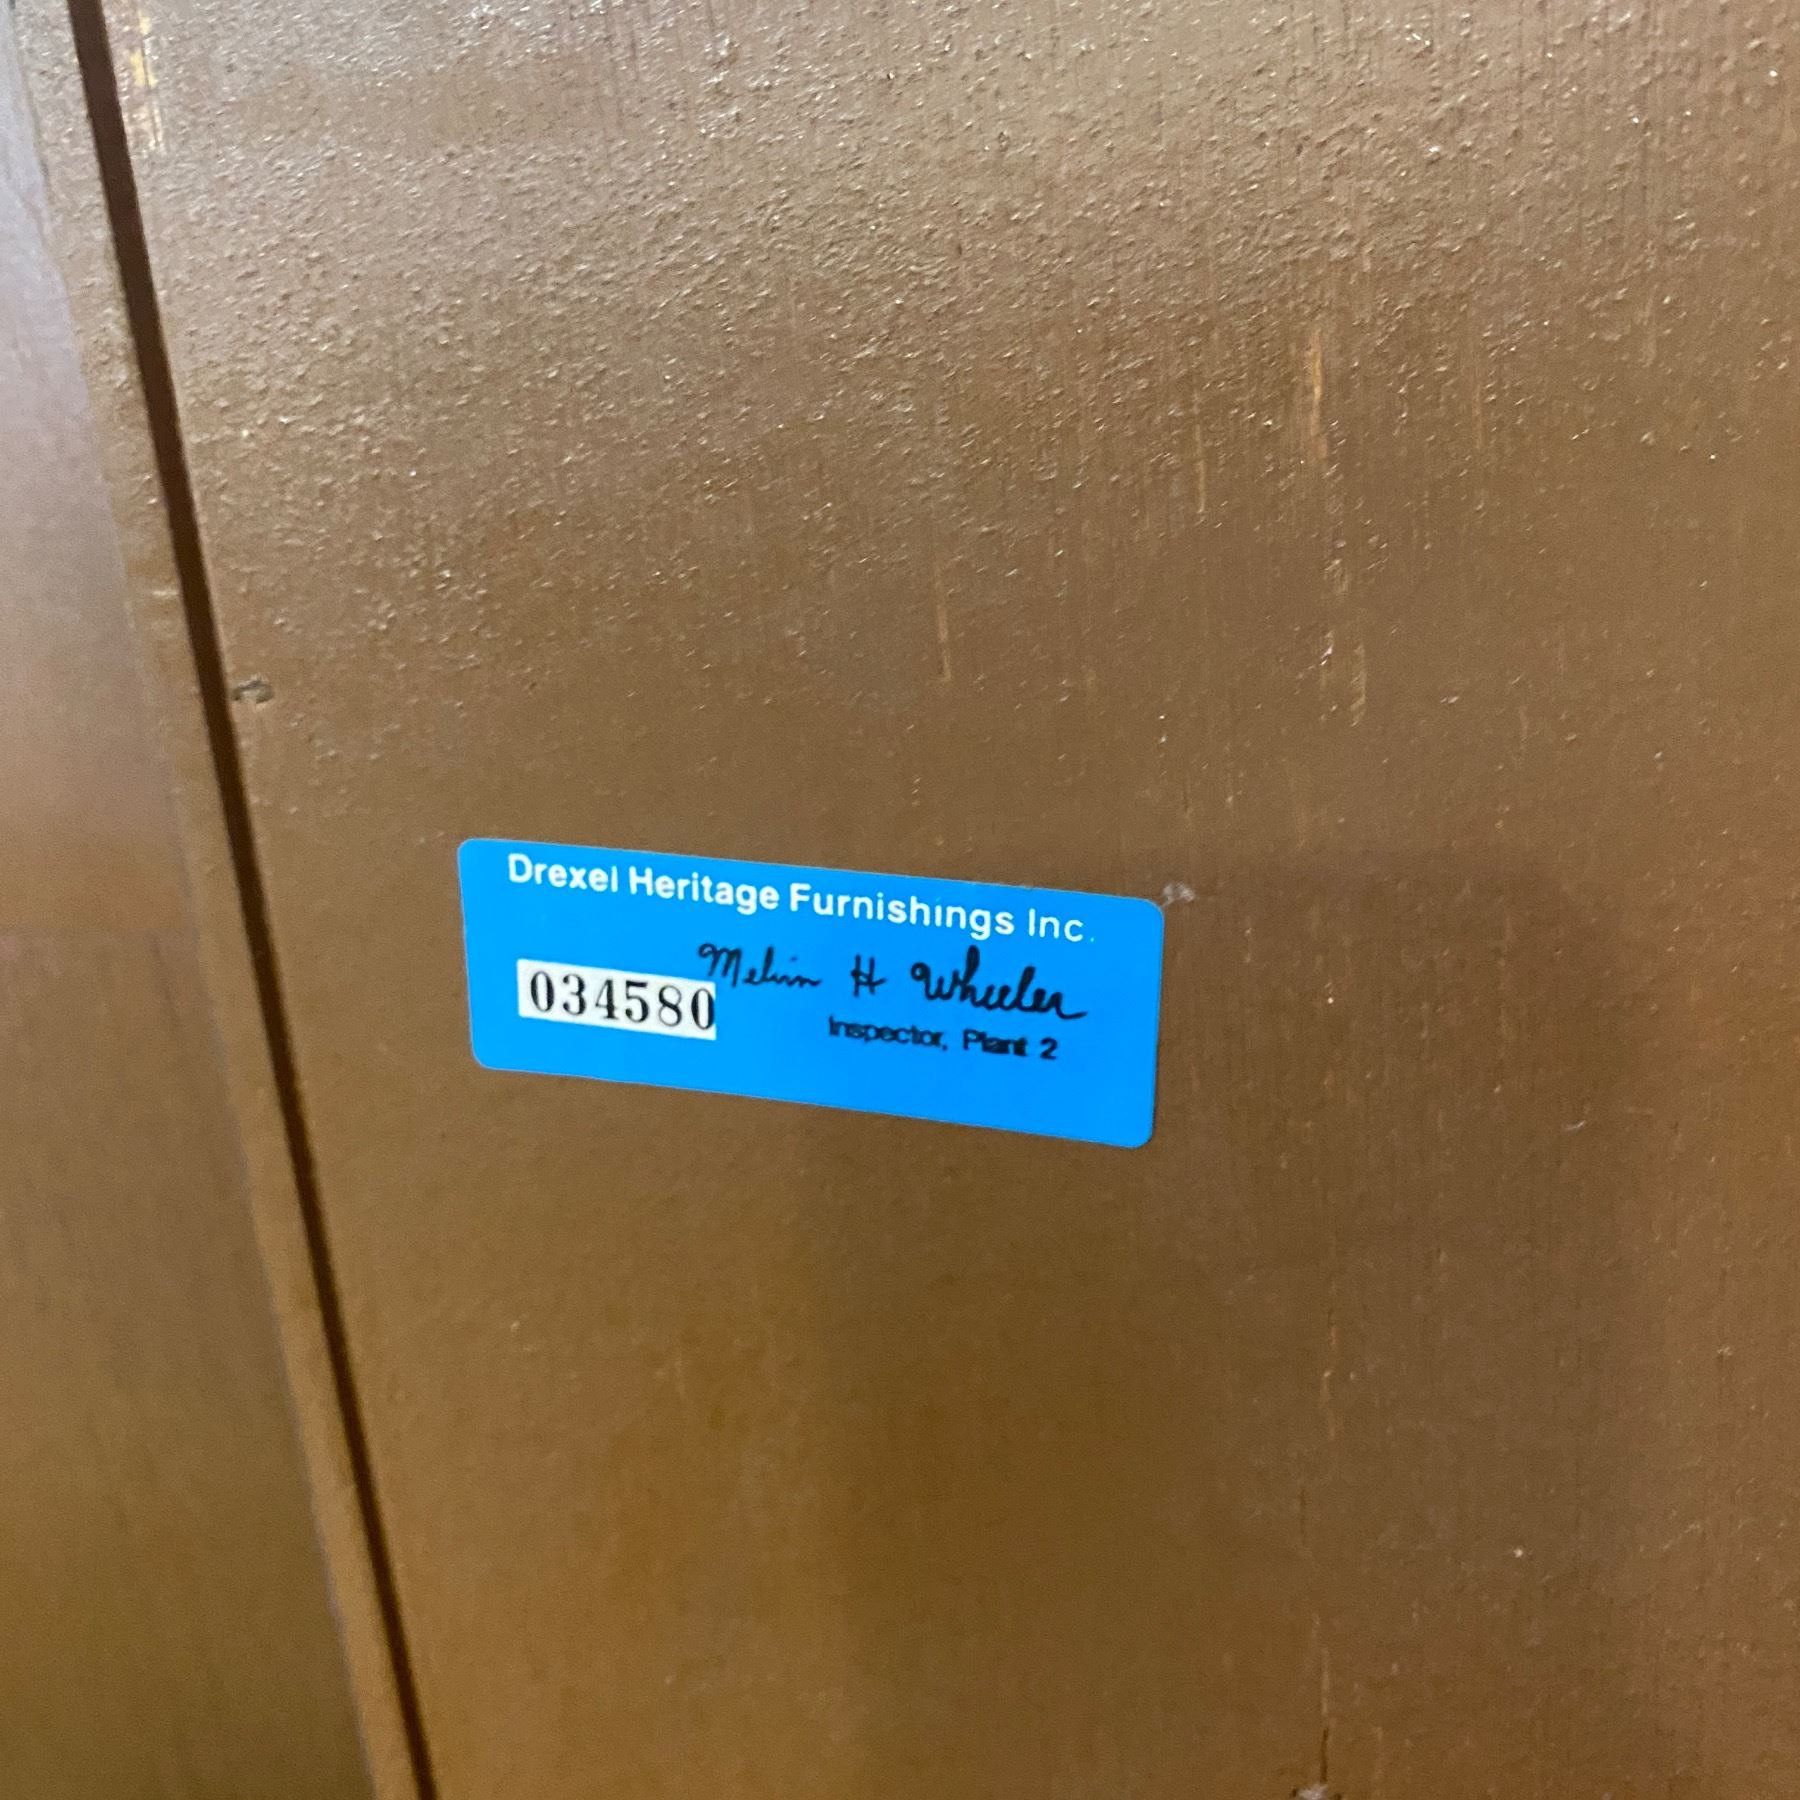 Drexel Heritage Furnishings Inc.
Melvin H Wheeler
034580
Inspector, Plant 2